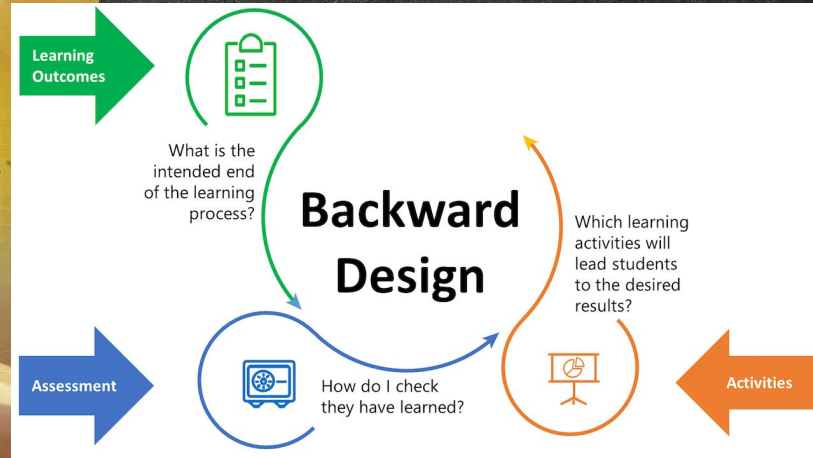 Learning
Outcomes
What is the
intended end
of the learning
process?
Backward
Design
Which learning
activities will
lead students
to the desired
results?
Assessment
How do I check
they have learned?
Activities